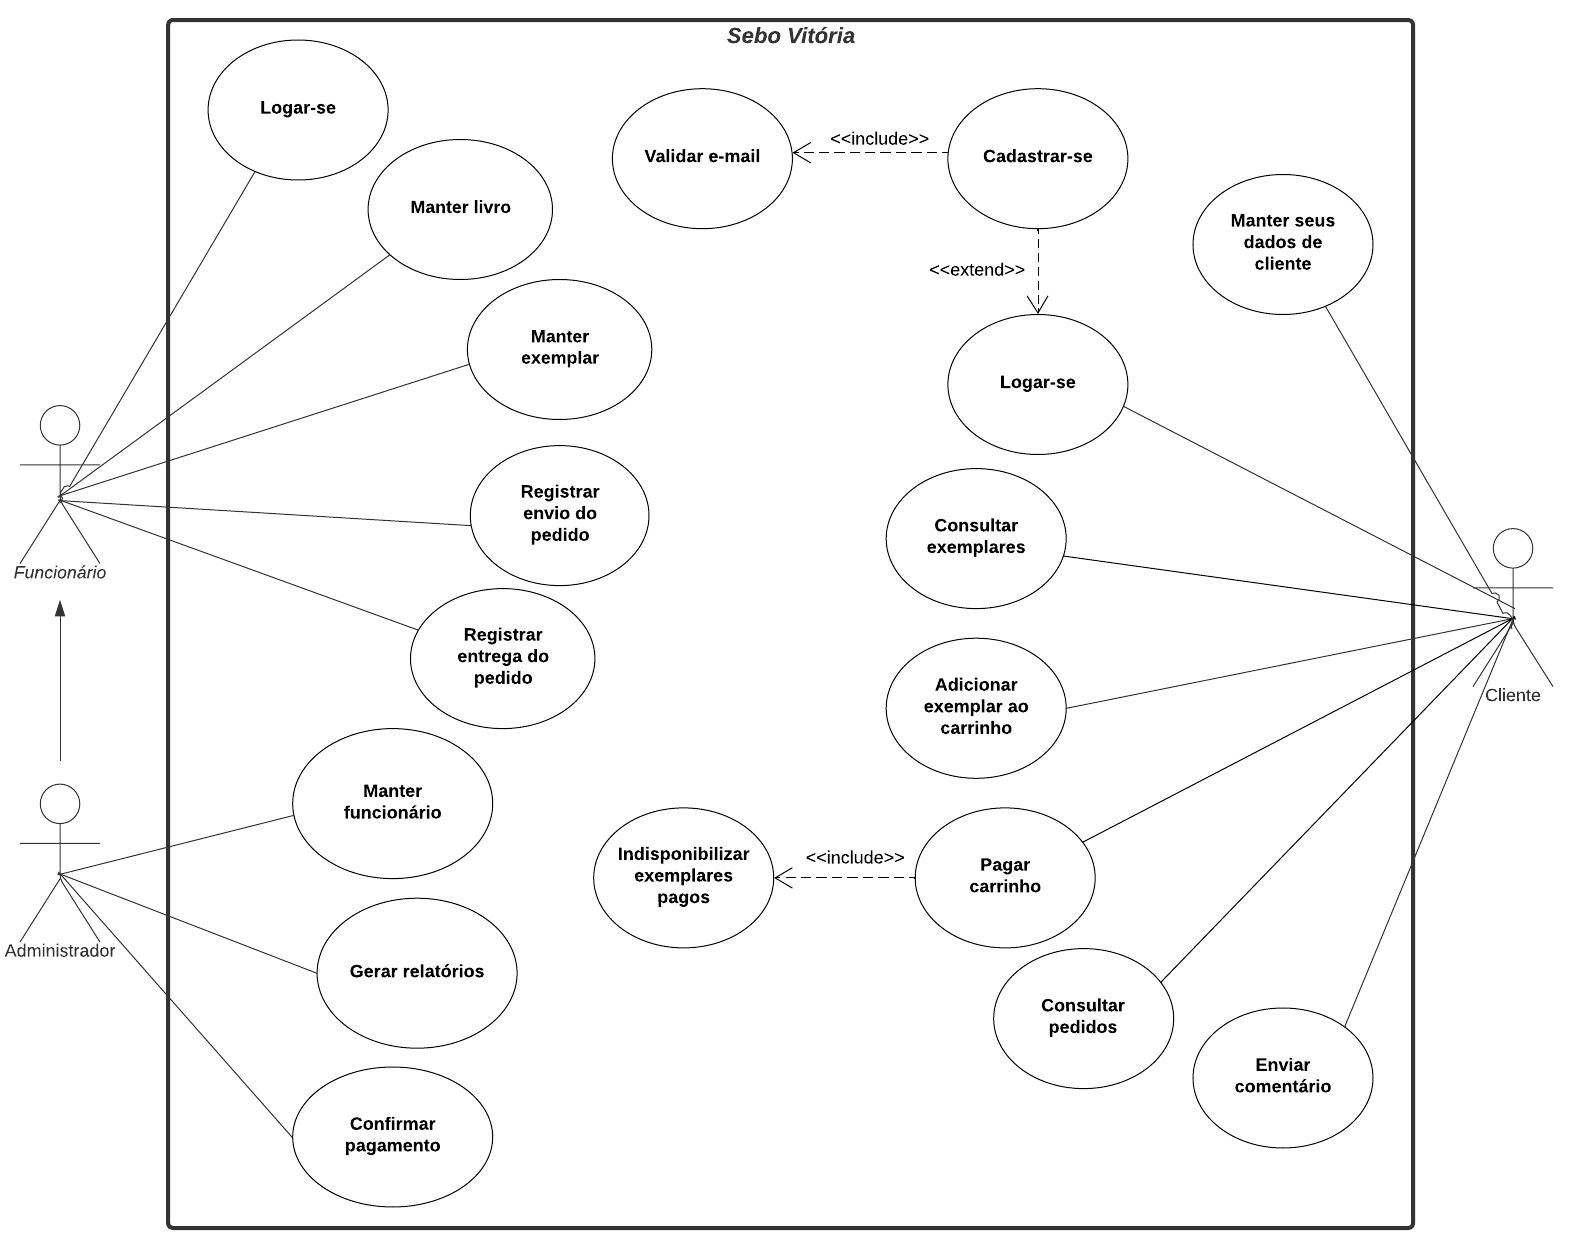 Sebo Vitória
Logar-se
Manter livro
Manter
exemplar
Registrar
envio do
pedido
Registrar
entrega do
pedido
Manter
funcionário
Gerar relatórios
Confirmar
pagamento
Funcionário
Administrador
Validar e-mail
<<include>>
Cadastrar-se
<<extend>>
Logar-se
Manter seus
dados de
cliente
Consultar
exemplares
Adicionar
exemplar ao
carrinho
Indisponibilizar
exemplares
pagos
<<include>>
Pagar
carrinho
Consultar
pedidos
Enviar
comentário
Cliente